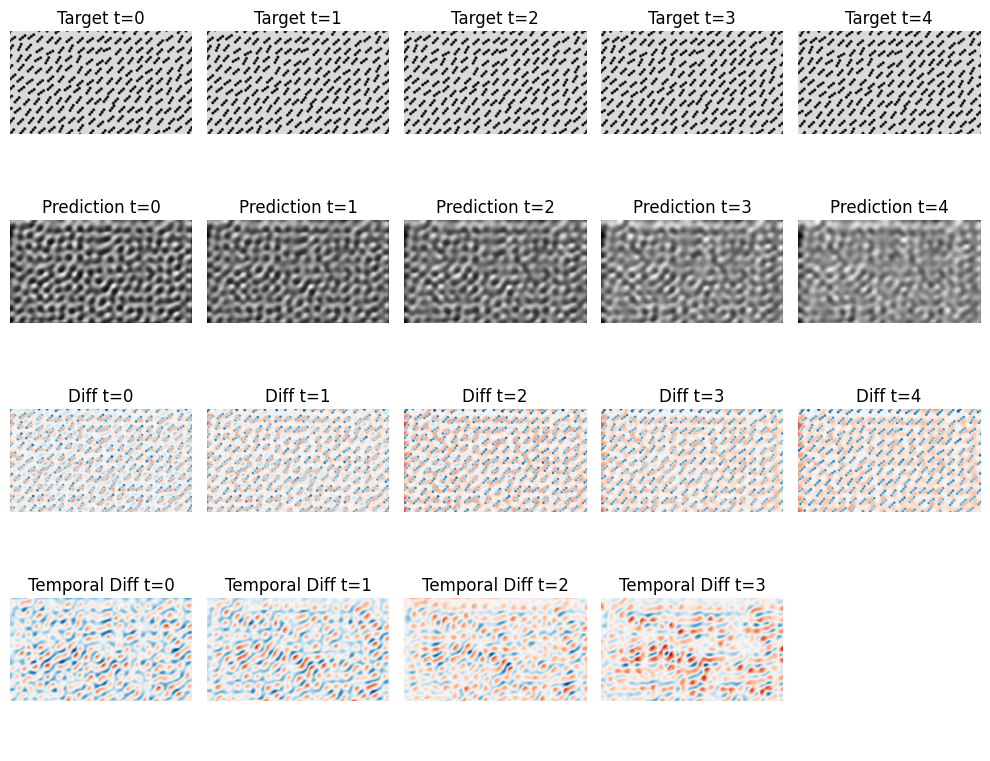 Target t=0 Target t=1 Target t=2 Target t=3 Target t=4
Prediction t=0 Prediction t=1 Prediction t=2 Prediction t=3 Prediction t=4
Diff t=0 Diff t=1 Diff t=2 Diff t=3 Diff t=4
Temporal Diff t=0 Temporal Diff t=1 Temporal Diff t=2 Temporal Diff t=3